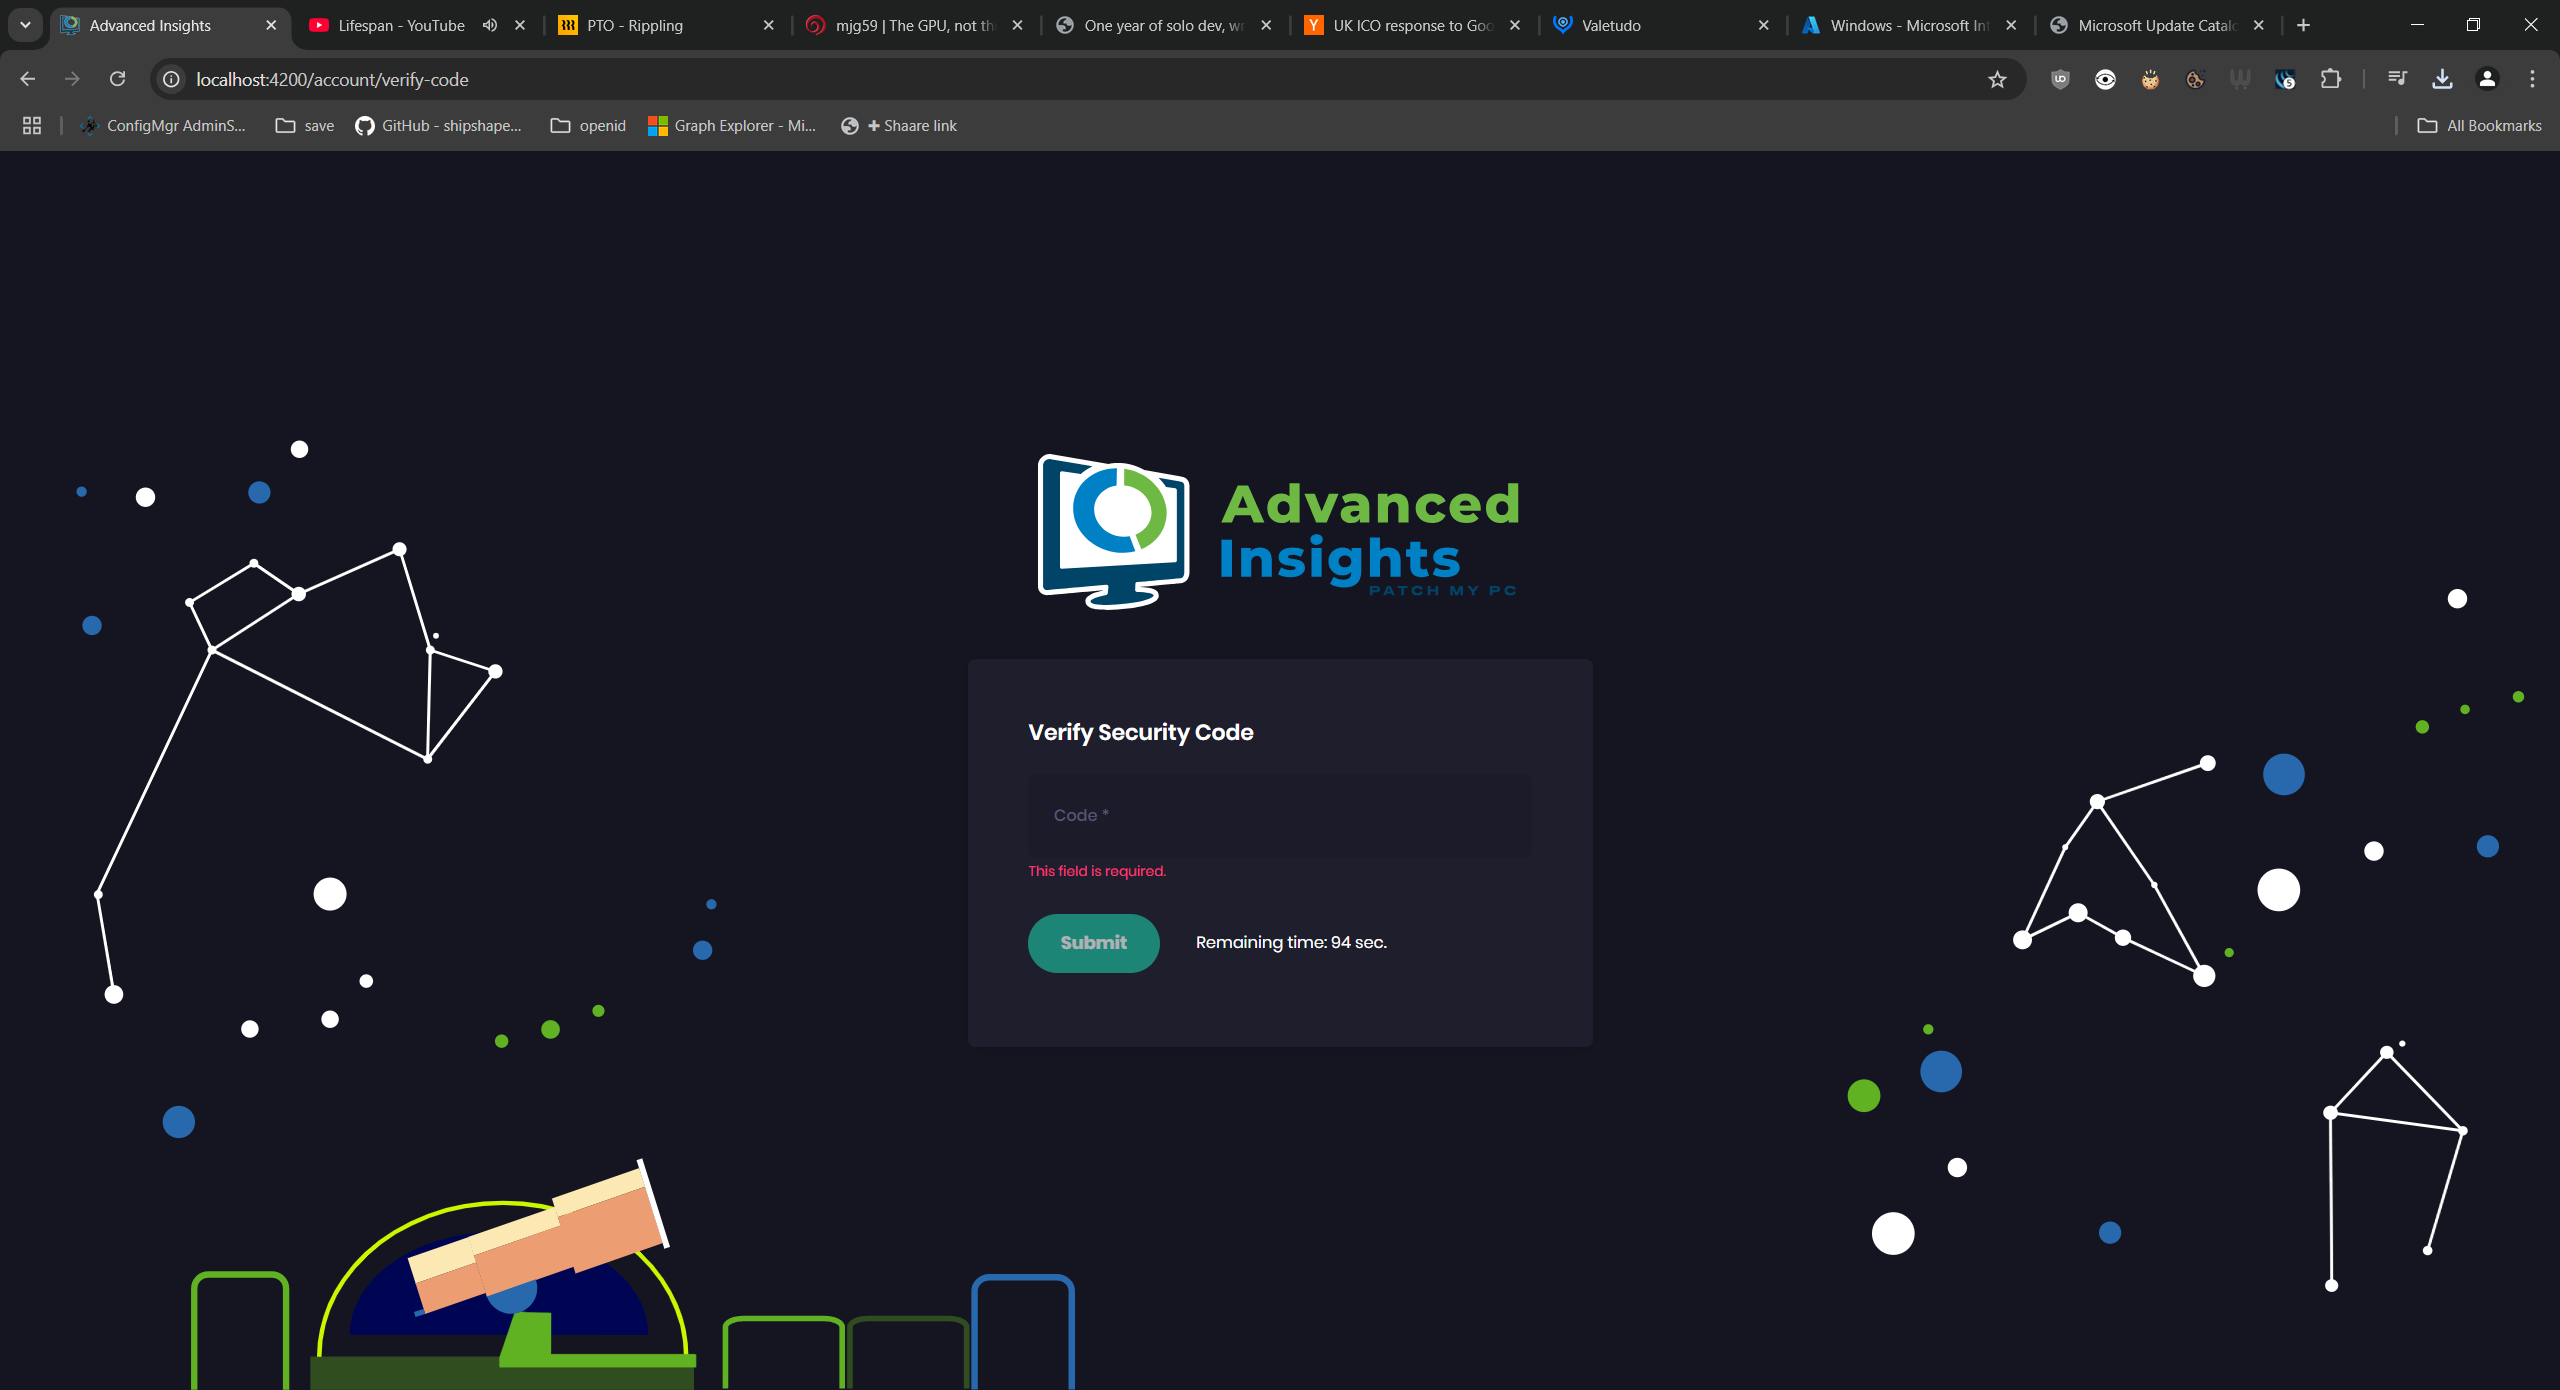 Advanced Insights
Lifespan - YouTube
PTO - Rippling
mjg59 | The GPU, not th
One year of solo dev, w
UK ICO response to Goo
Valetudo
Windows - Microsoft Int
Microsoft Update Catal
localhost:4200/account/verify-code
ConfigMgr AdminS...
save
GitHub - shipshape...
openid
Graph Explorer - Mi...
+ Shaare link
All Bookmarks
Advanced
Insights
PATCH MY PC
Verify Security Code
Code *
This field is required.
Submit
Remaining time: 94 sec.